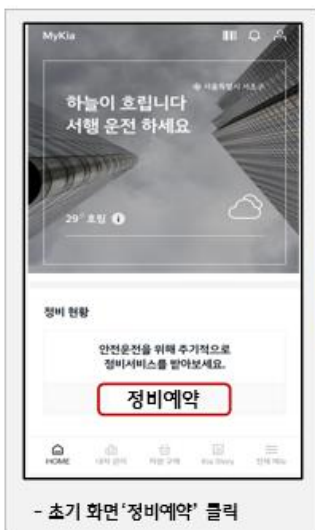 MyKia
서울특별시 서초구
하늘이 흐립니다
서행 운전 하세요
29° 흐림
정비 현황
안전운전을 위해 주기적으로
정비서비스를 받아보세요.
정비예약
HOME 내차 관리 차량 구매 Kia Story 전체 메뉴
- 초기 화면 '정비예약' 클릭